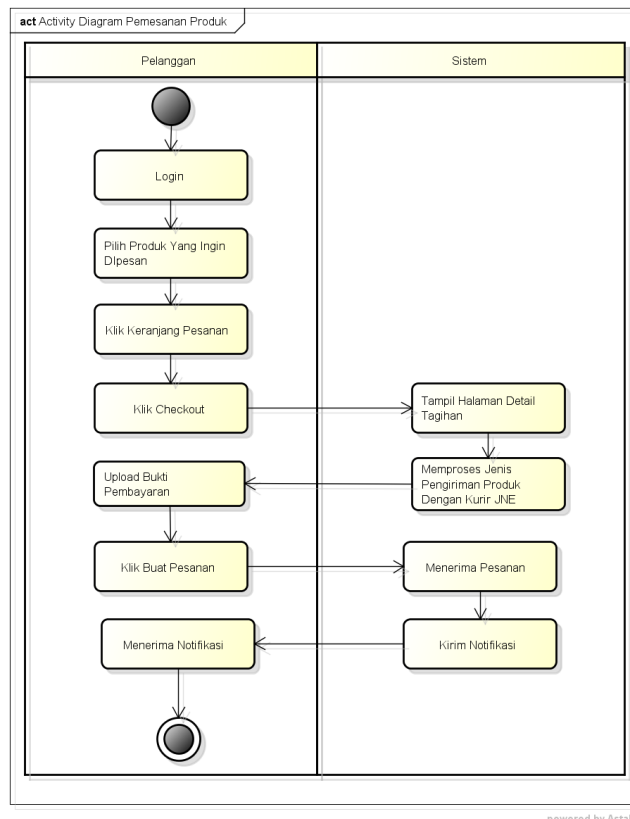 act Activity Diagram Pemesanan Produk
Pelanggan
Sistem
Login
Pilih Produk Yang Ingin
DIpesan
Klik Keranjang Pesanan
Klik Checkout
Tampil Halaman Detail
Tagihan
Memproses Jenis
Pengiriman Produk
Dengan Kurir JNE
Upload Bukti
Pembayaran
Klik Buat Pesanan
Menerima Pesanan
Kirim Notifikasi
Menerima Notifikasi
powered by